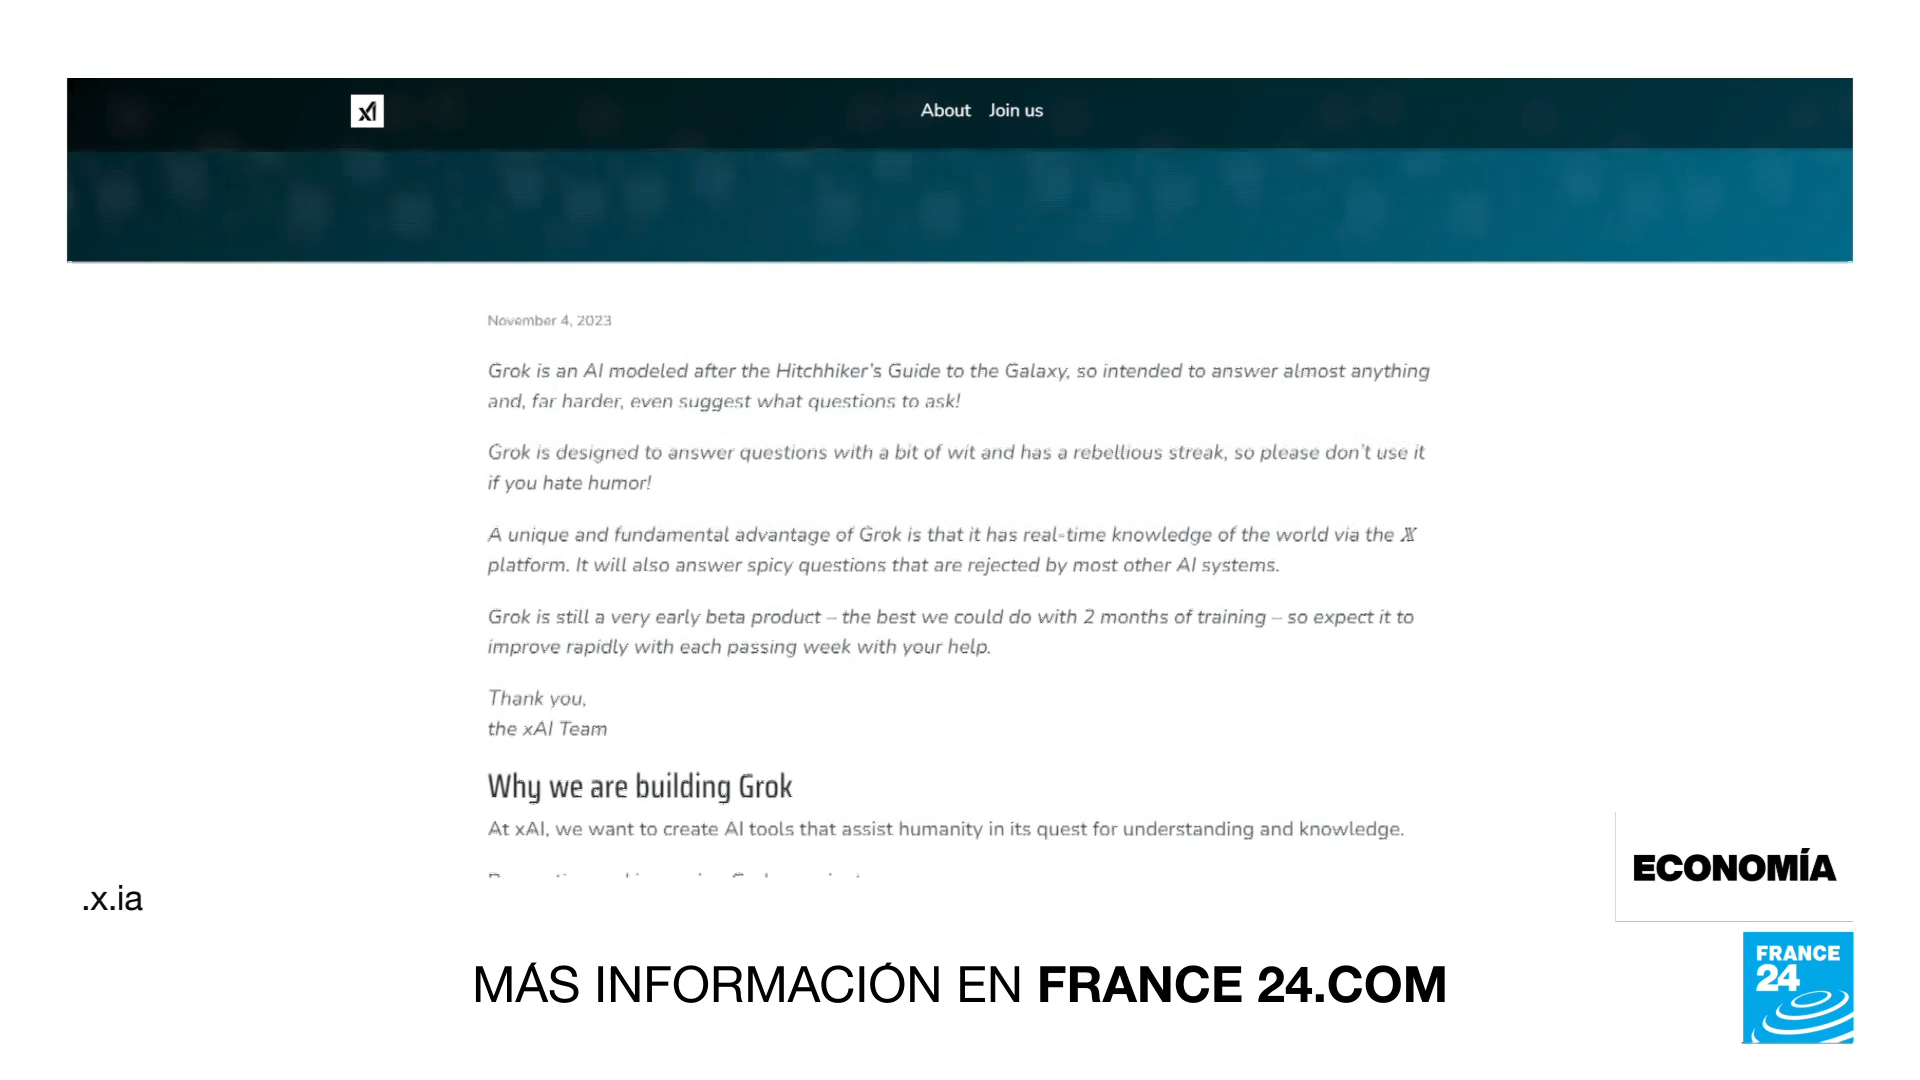 xI
About Join us
November 4, 2023
Grok is an AI modeled after the Hitchhiker's Guide to the Galaxy, so intended to answer almost anything
and, far harder, even suggest what questions to ask!
Grok is designed to answer questions with a bit of wit and has a rebellious streak, so please don't use it
if you hate humor!
A unique and fundamental advantage of Grok is that it has real-time knowledge of the world via the 𝕏
platform. It will also answer spicy questions that are rejected by most other AI systems.
Grok is still a very early beta product – the best we could do with 2 months of training – so expect it to
improve rapidly with each passing week with your help.
Thank you,
the xAI Team
Why we are building Grok
At xAI, we want to create AI tools that assist humanity in its quest for understanding and knowledge.
.x.ia
ECONOMÍA
MÁS INFORMACIÓN EN FRANCE 24.COM
FRANCE
24